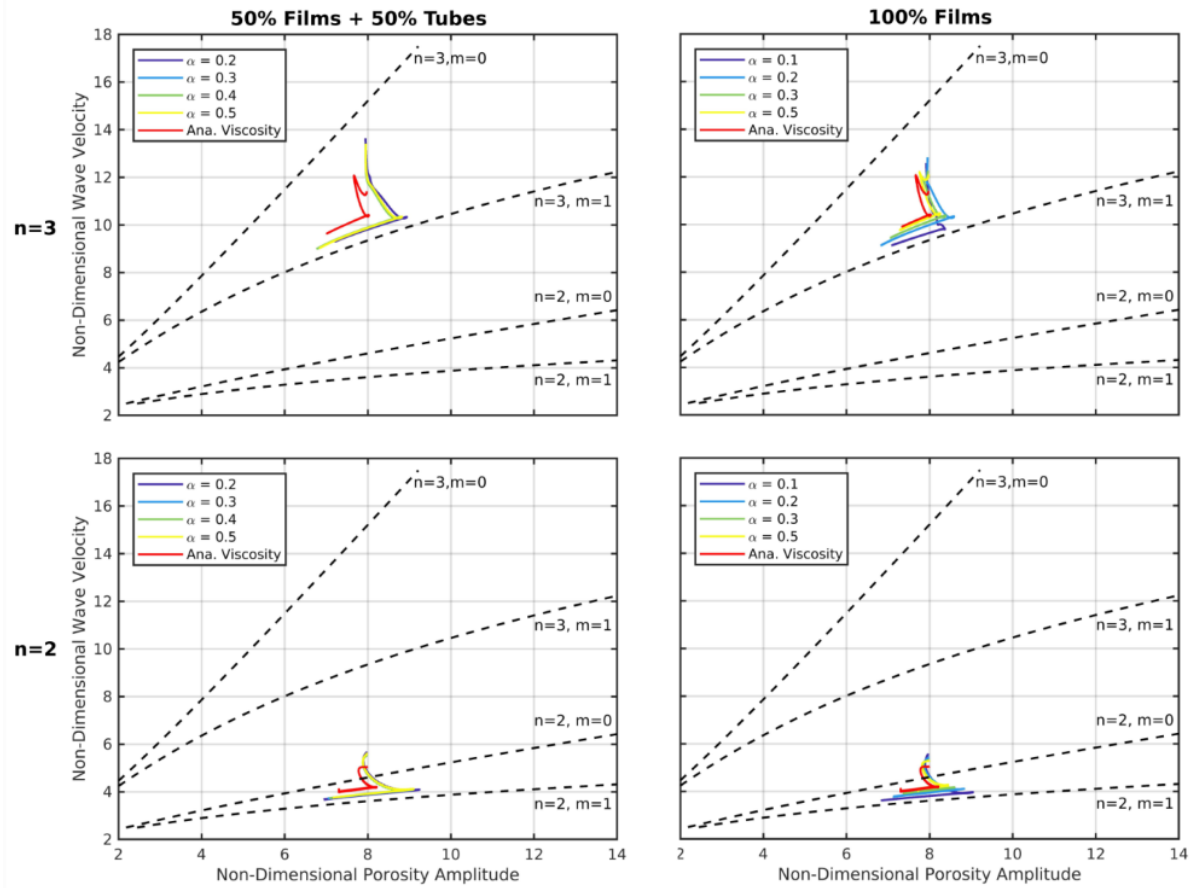 50% Films + 50% Tubes
100% Films
n=3
Non-Dimensional Wave Velocity
18
16
14
12
10
8
6
4
2
α = 0.2
α = 0.3
α = 0.4
α = 0.5
Ana. Viscosity
n=3,m=0
n=3, m=1
n=2, m=0
n=2, m=1
α = 0.1
α = 0.2
α = 0.3
α = 0.5
Ana. Viscosity
n=3,m=0
n=3, m=1
n=2, m=0
n=2, m=1
n=2
Non-Dimensional Wave Velocity
18
16
14
12
10
8
6
4
2
α = 0.2
α = 0.3
α = 0.4
α = 0.5
Ana. Viscosity
n=3,m=0
n=3, m=1
n=2, m=0
n=2, m=1
2 4 6 8 10 12 14
Non-Dimensional Porosity Amplitude
α = 0.1
α = 0.2
α = 0.3
α = 0.5
Ana. Viscosity
n=3,m=0
n=3, m=1
n=2, m=0
n=2, m=1
2 4 6 8 10 12 14
Non-Dimensional Porosity Amplitude